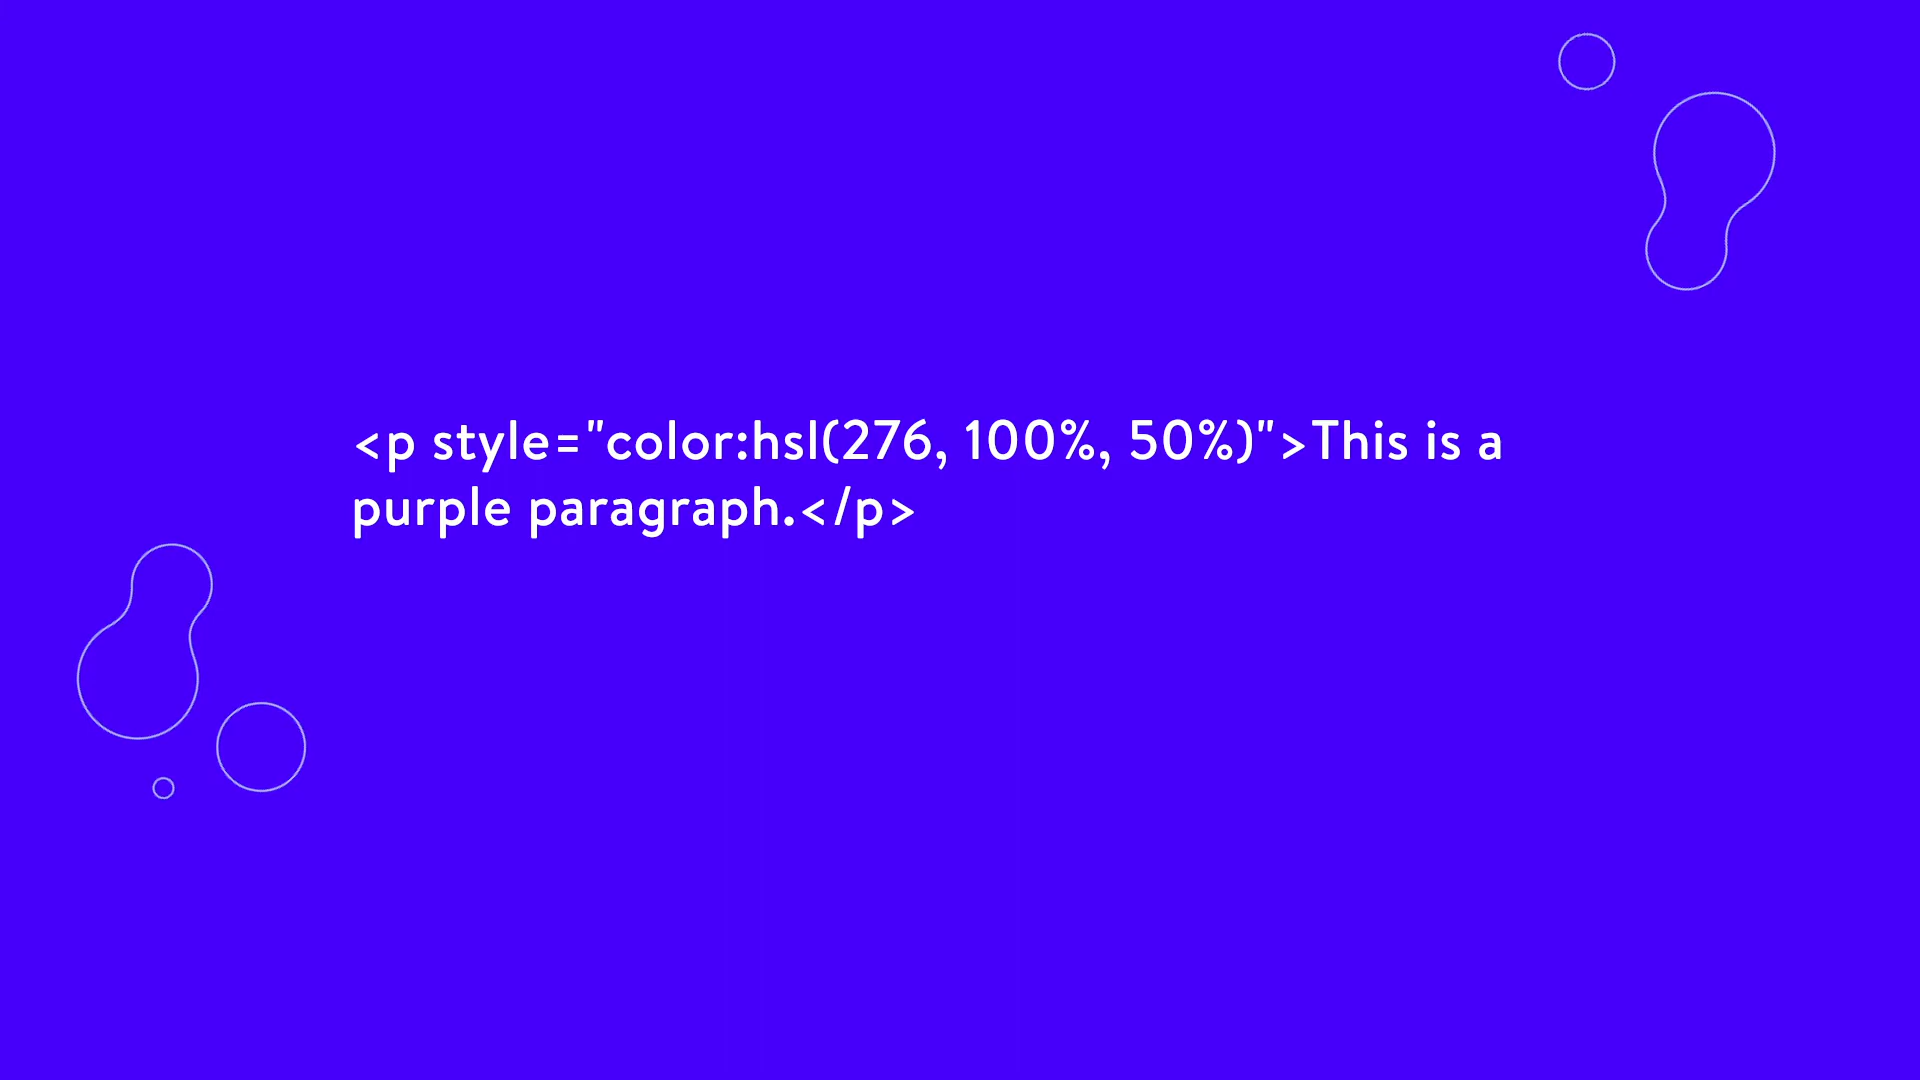 <p style="color:hsl(276, 100%, 50%)">This is a
purple paragraph.</p>